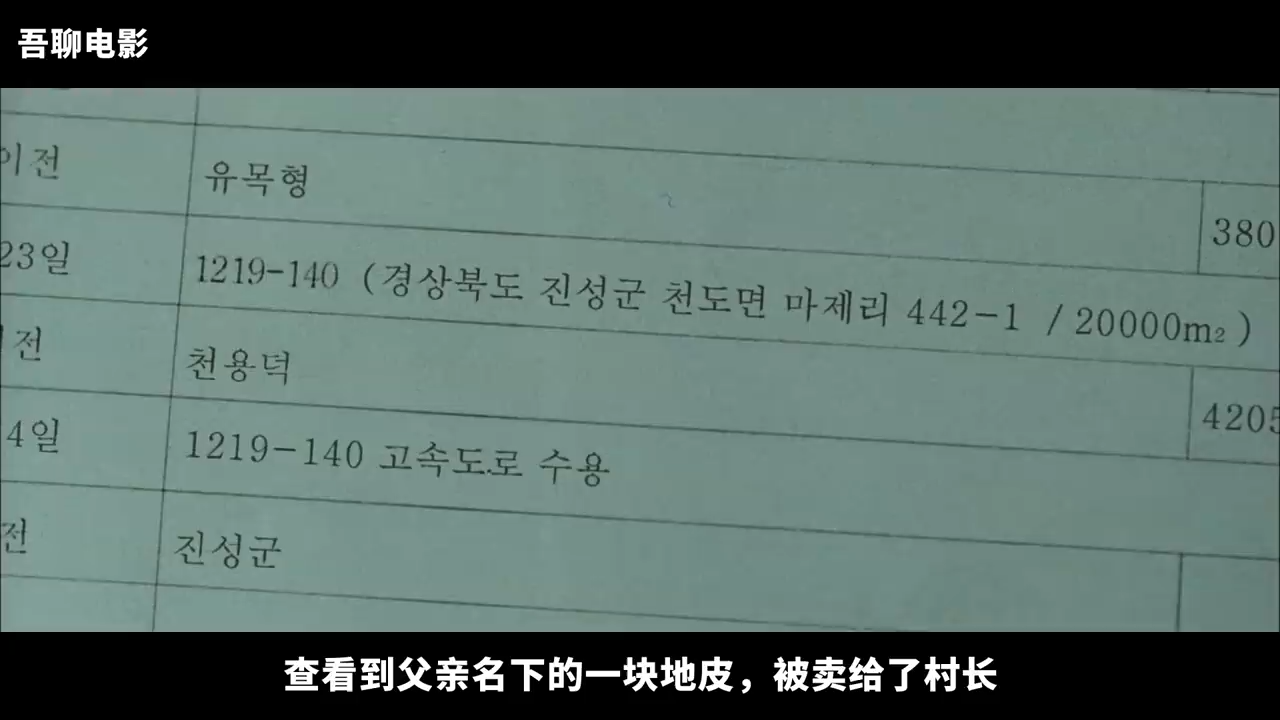 吾聊电影
이전 유목형 380
23일 1219-140 (경상북도 진성군 천도면 마제리 442-1 / 20000m2)
전 천용덕 4205
4일 1219-140 고속도로 수용
전 진성군
查看到父亲名下的一块地皮，被卖给了村长